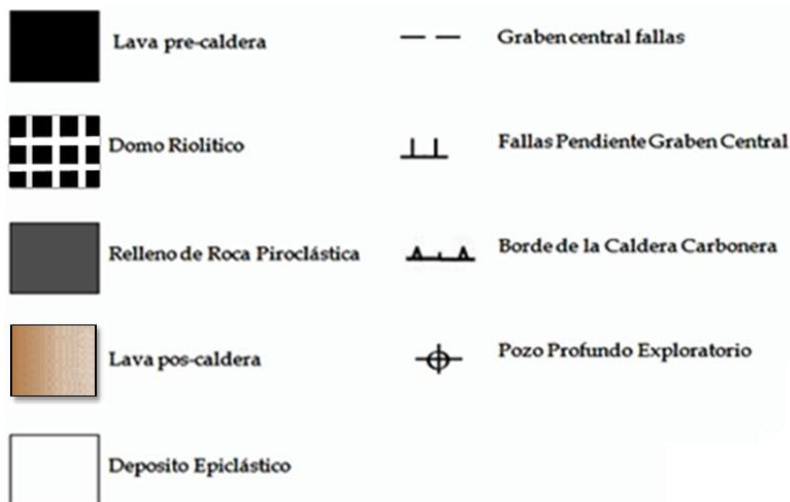 Lava pre-caldera
Domo Riolitico
Relleno de Roca Piroclástica
Lava pos-caldera
Deposito Epiclástico
Graben central fallas
Fallas Pendiente Graben Central
Borde de la Caldera Carbonera
Pozo Profundo Exploratorio